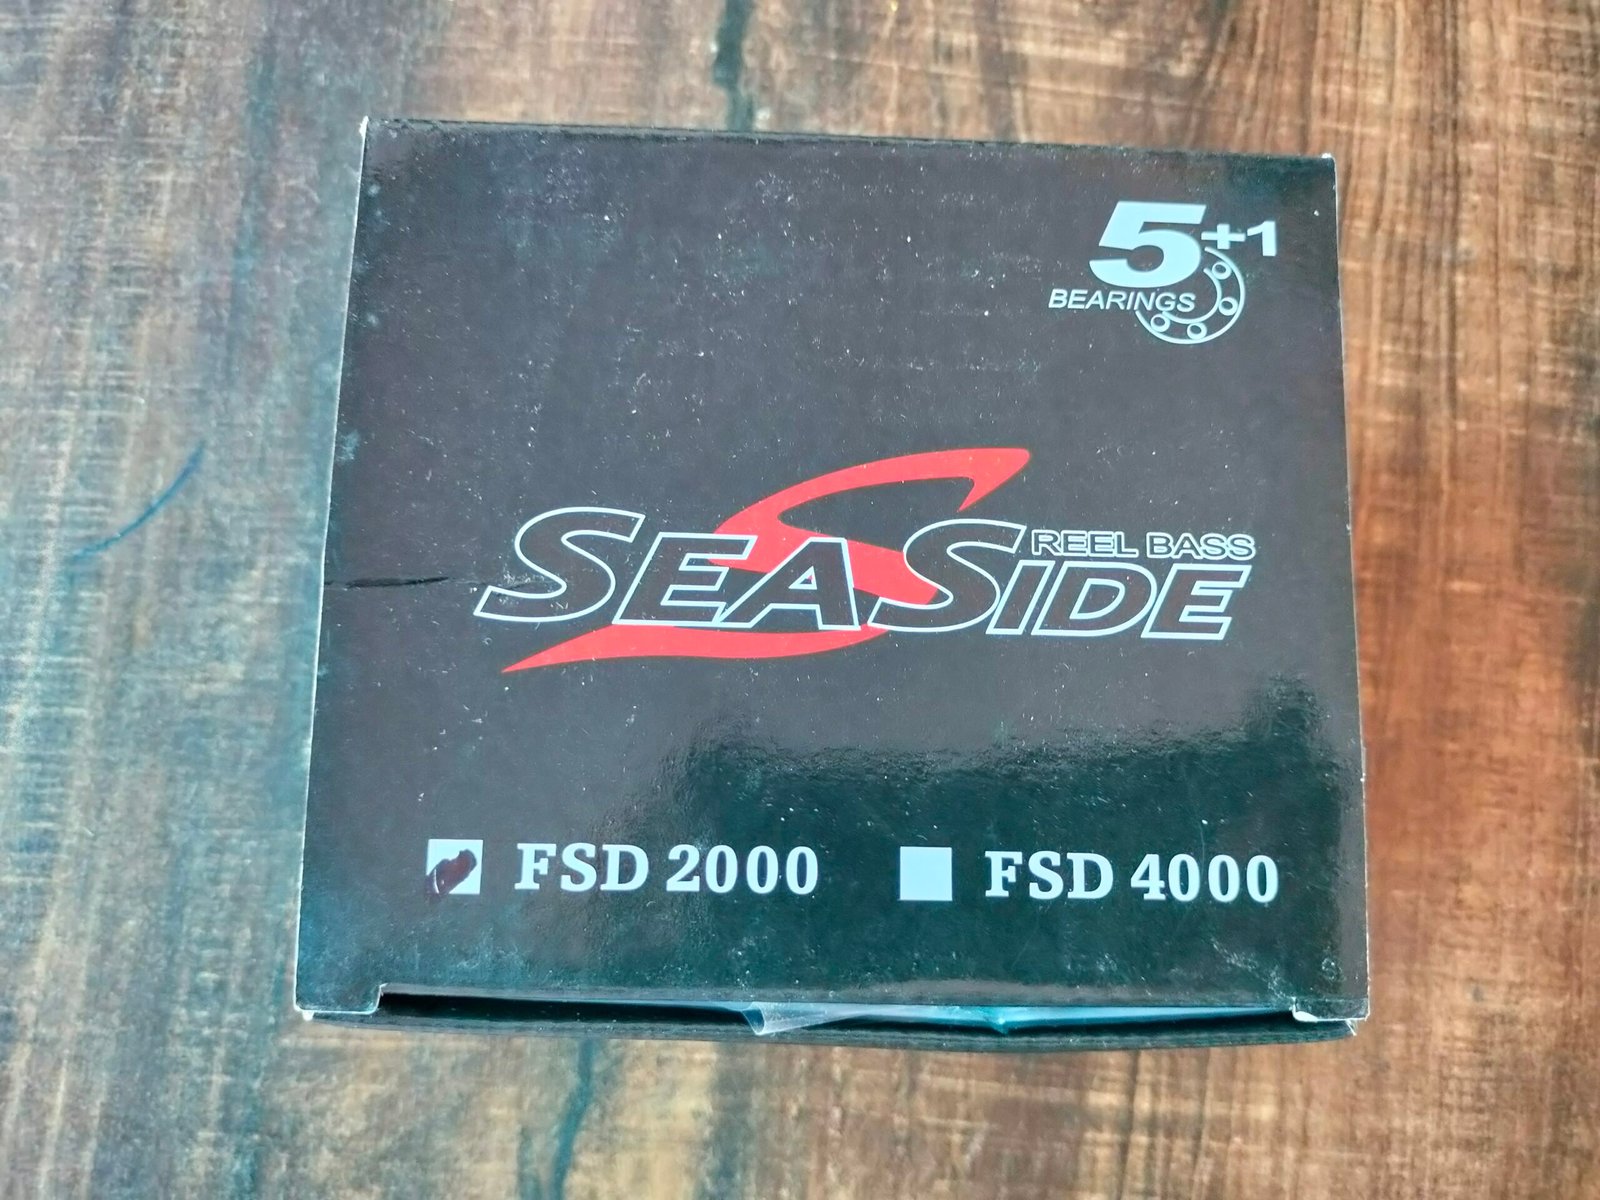 5+1
BEARINGS
REEL BASS
SEASIDE
FSD 2000
FSD 4000